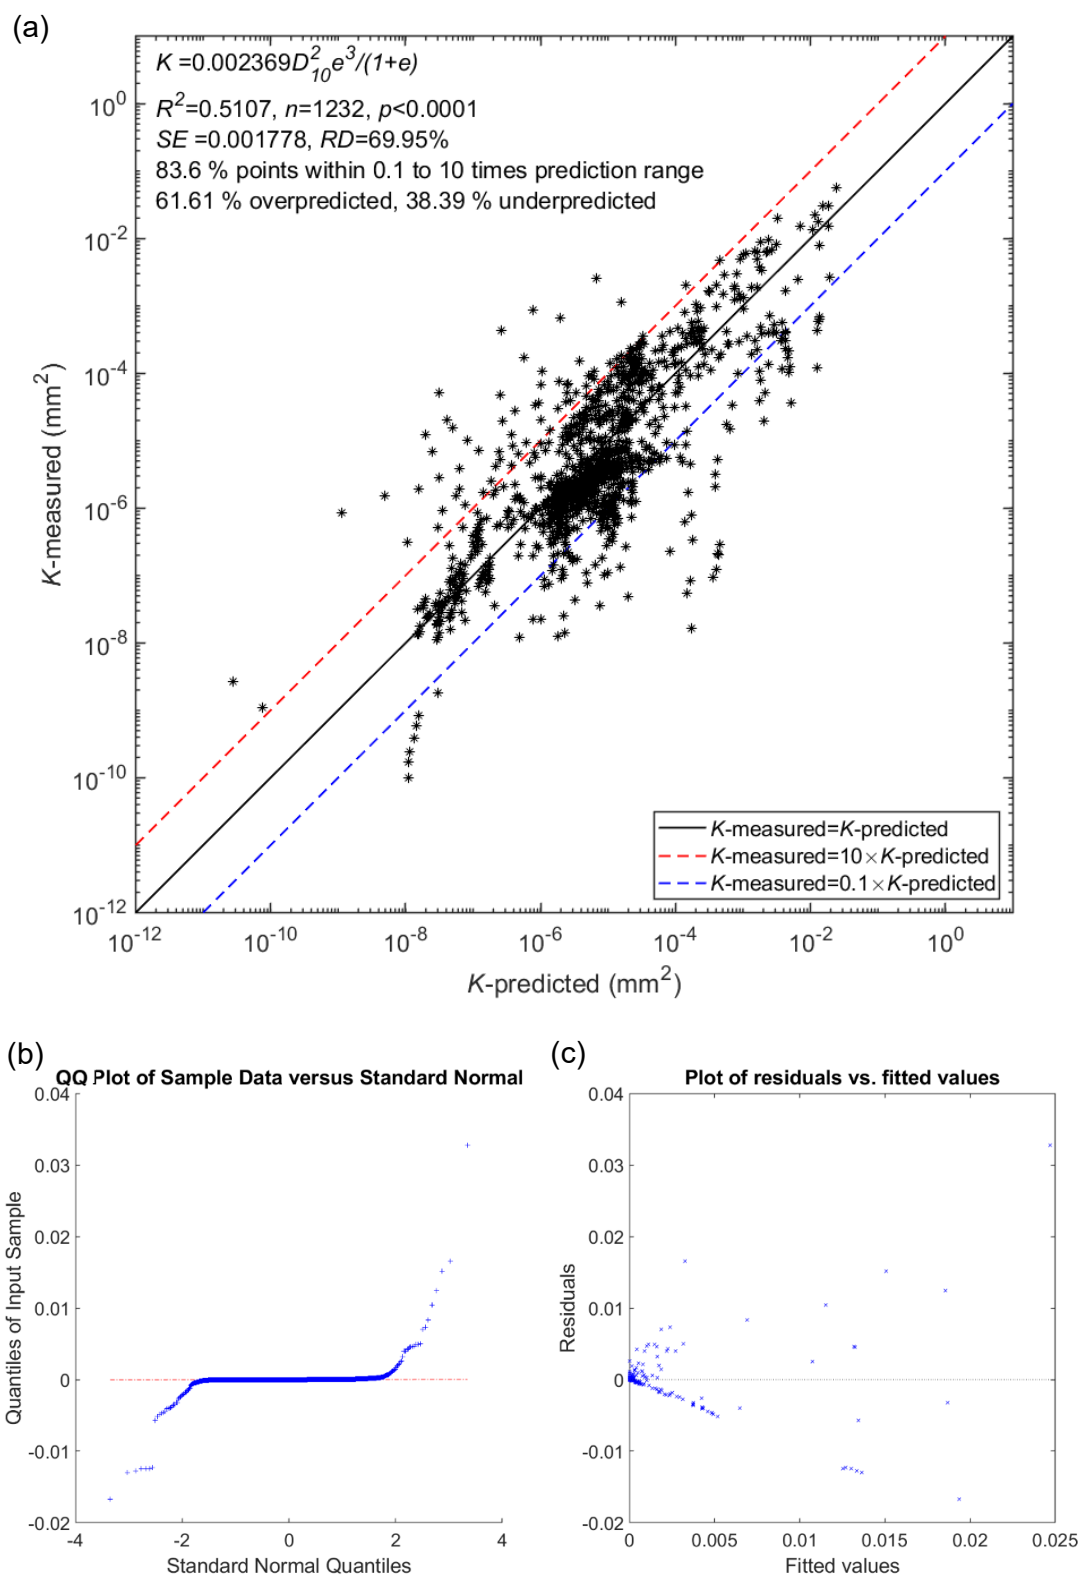 (a)
K =0.002369D₁₀²e³/(1+e)
R²=0.5107, n=1232, p<0.0001
SE =0.001778, RD=69.95%
83.6 % points within 0.1 to 10 times prediction range
61.61 % overpredicted, 38.39 % underpredicted
10⁰
10⁻²
10⁻⁴
10⁻⁶
10⁻⁸
10⁻¹⁰
10⁻¹²
K-measured (mm²)
K-measured=K-predicted
K-measured=10×K-predicted
K-measured=0.1×K-predicted
10⁻¹² 10⁻¹⁰ 10⁻⁸ 10⁻⁶ 10⁻⁴ 10⁻² 10⁰
K-predicted (mm²)
(b)
QQ Plot of Sample Data versus Standard Normal
0.04
0.03
0.02
0.01
0
-0.01
-0.02
Quantiles of Input Sample
-4 -2 0 2 4
Standard Normal Quantiles
(c)
Plot of residuals vs. fitted values
0.04
0.03
0.02
0.01
0
-0.01
-0.02
Residuals
0 0.005 0.01 0.015 0.02 0.025
Fitted values